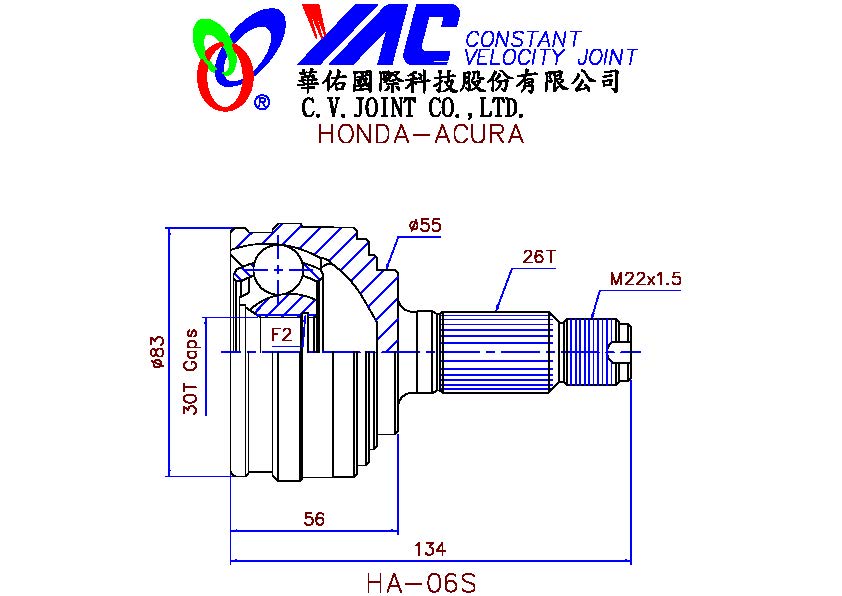 YAC CONSTANT
VELOCITY JOINT
®
華佑國際科技股份有限公司
C.V.JOINT CO.,LTD.
HONDA-ACURA
ø55
26T
M22x1.5
F2
ø83
30T Gaps
56
134
HA-06S